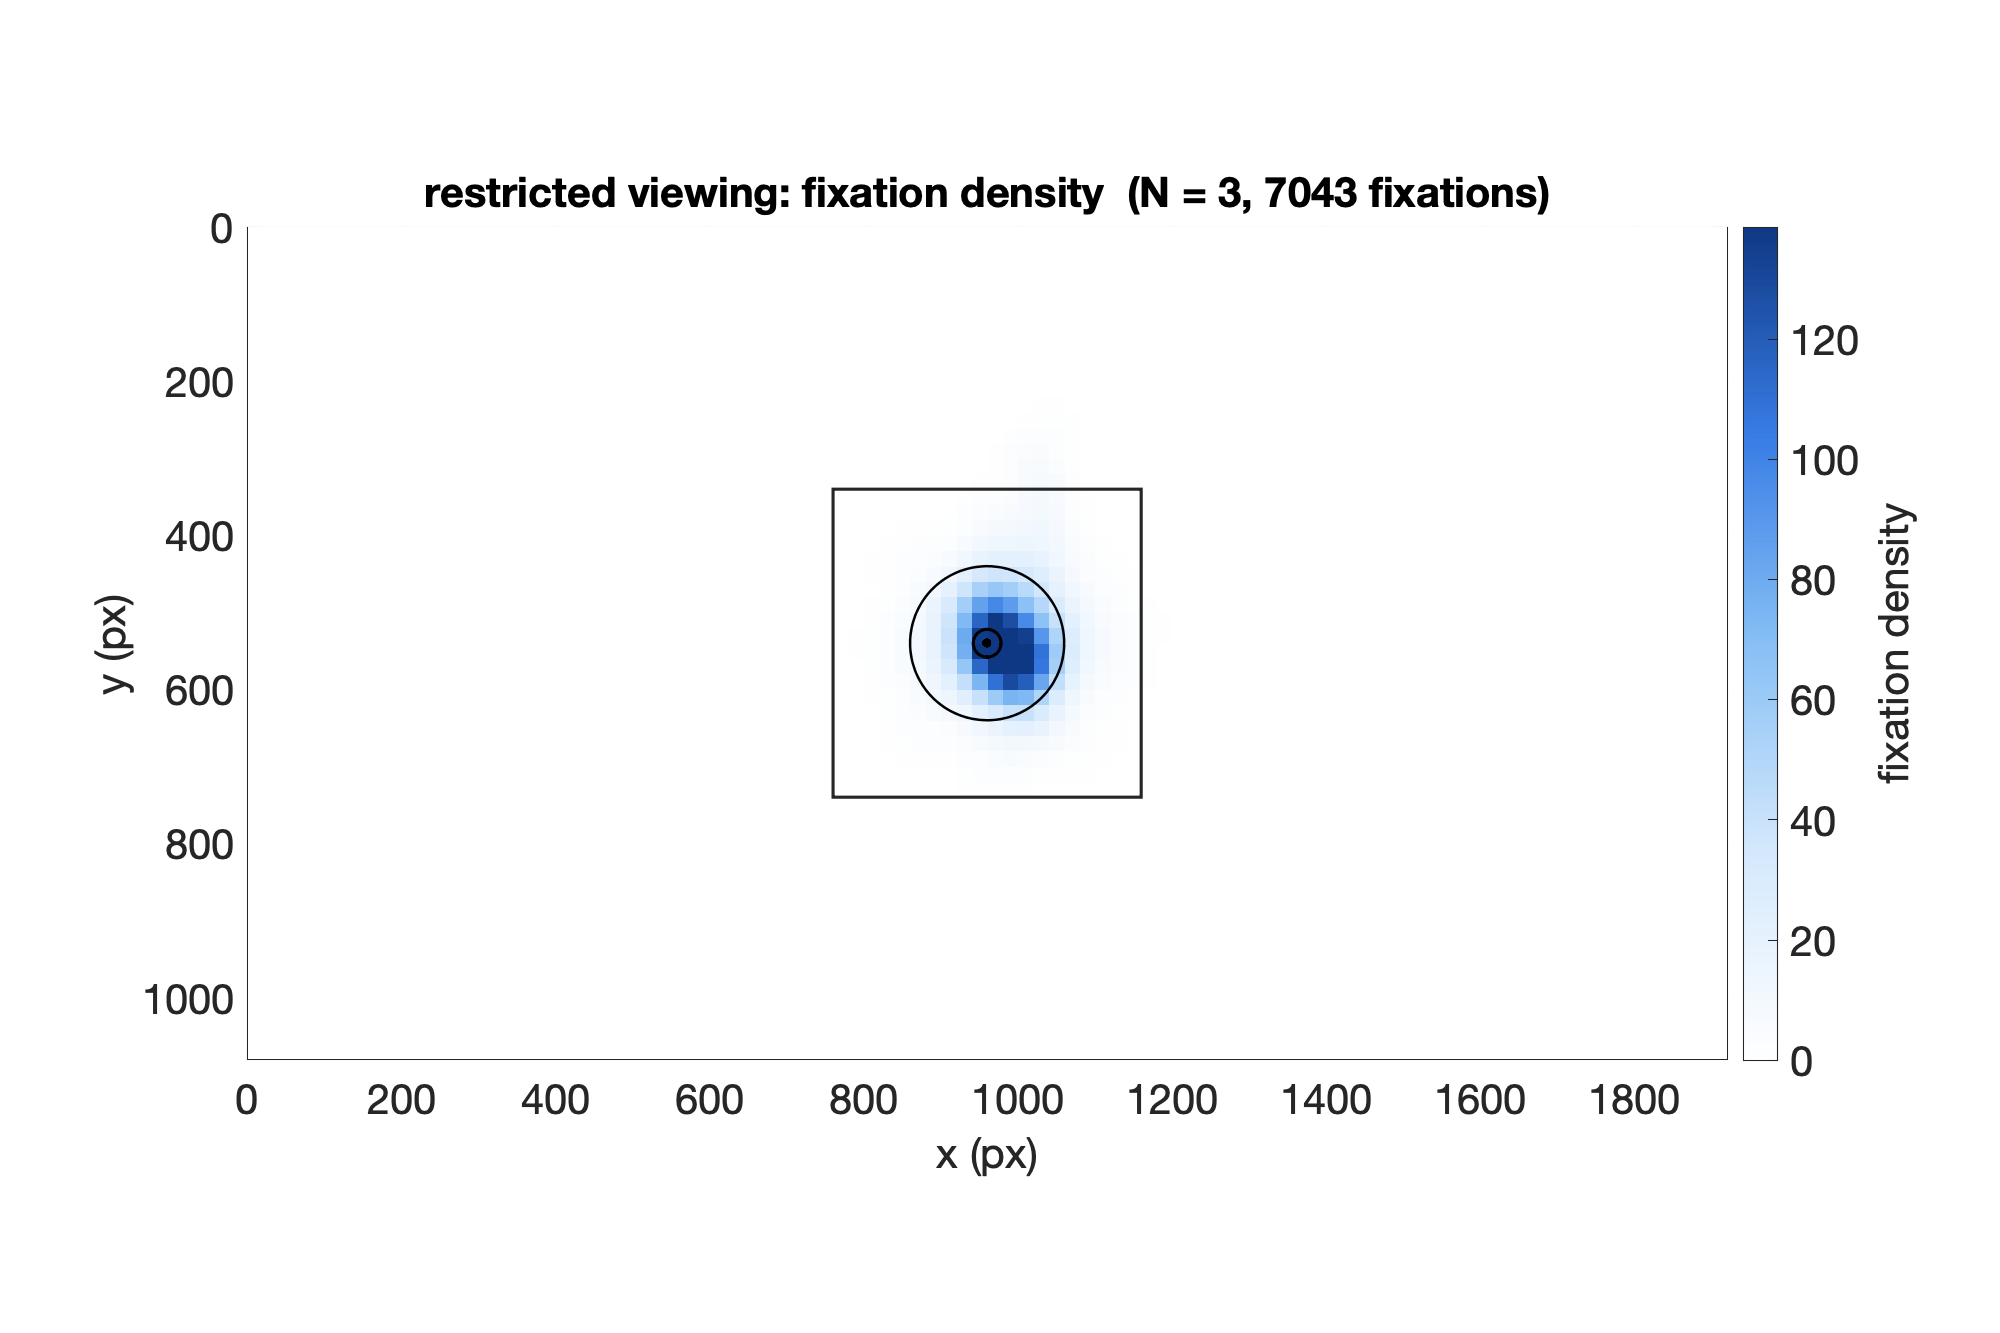 restricted viewing: fixation density (N = 3, 7043 fixations)
0
200
400
600
800
1000
y (px)
0 200 400 600 800 1000 1200 1400 1600 1800
x (px)
120
100
80
60
40
20
0
fixation density